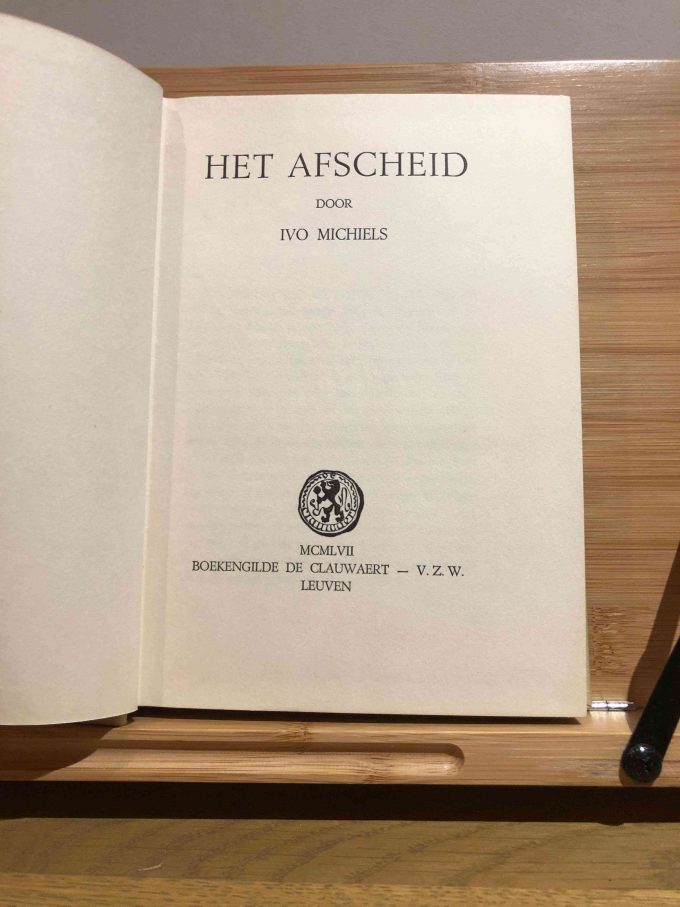 HET AFSCHEID
DOOR
IVO MICHIELS
MCMLVII
BOEKENGILDE DE CLAUWAERT — V. Z. W.
LEUVEN